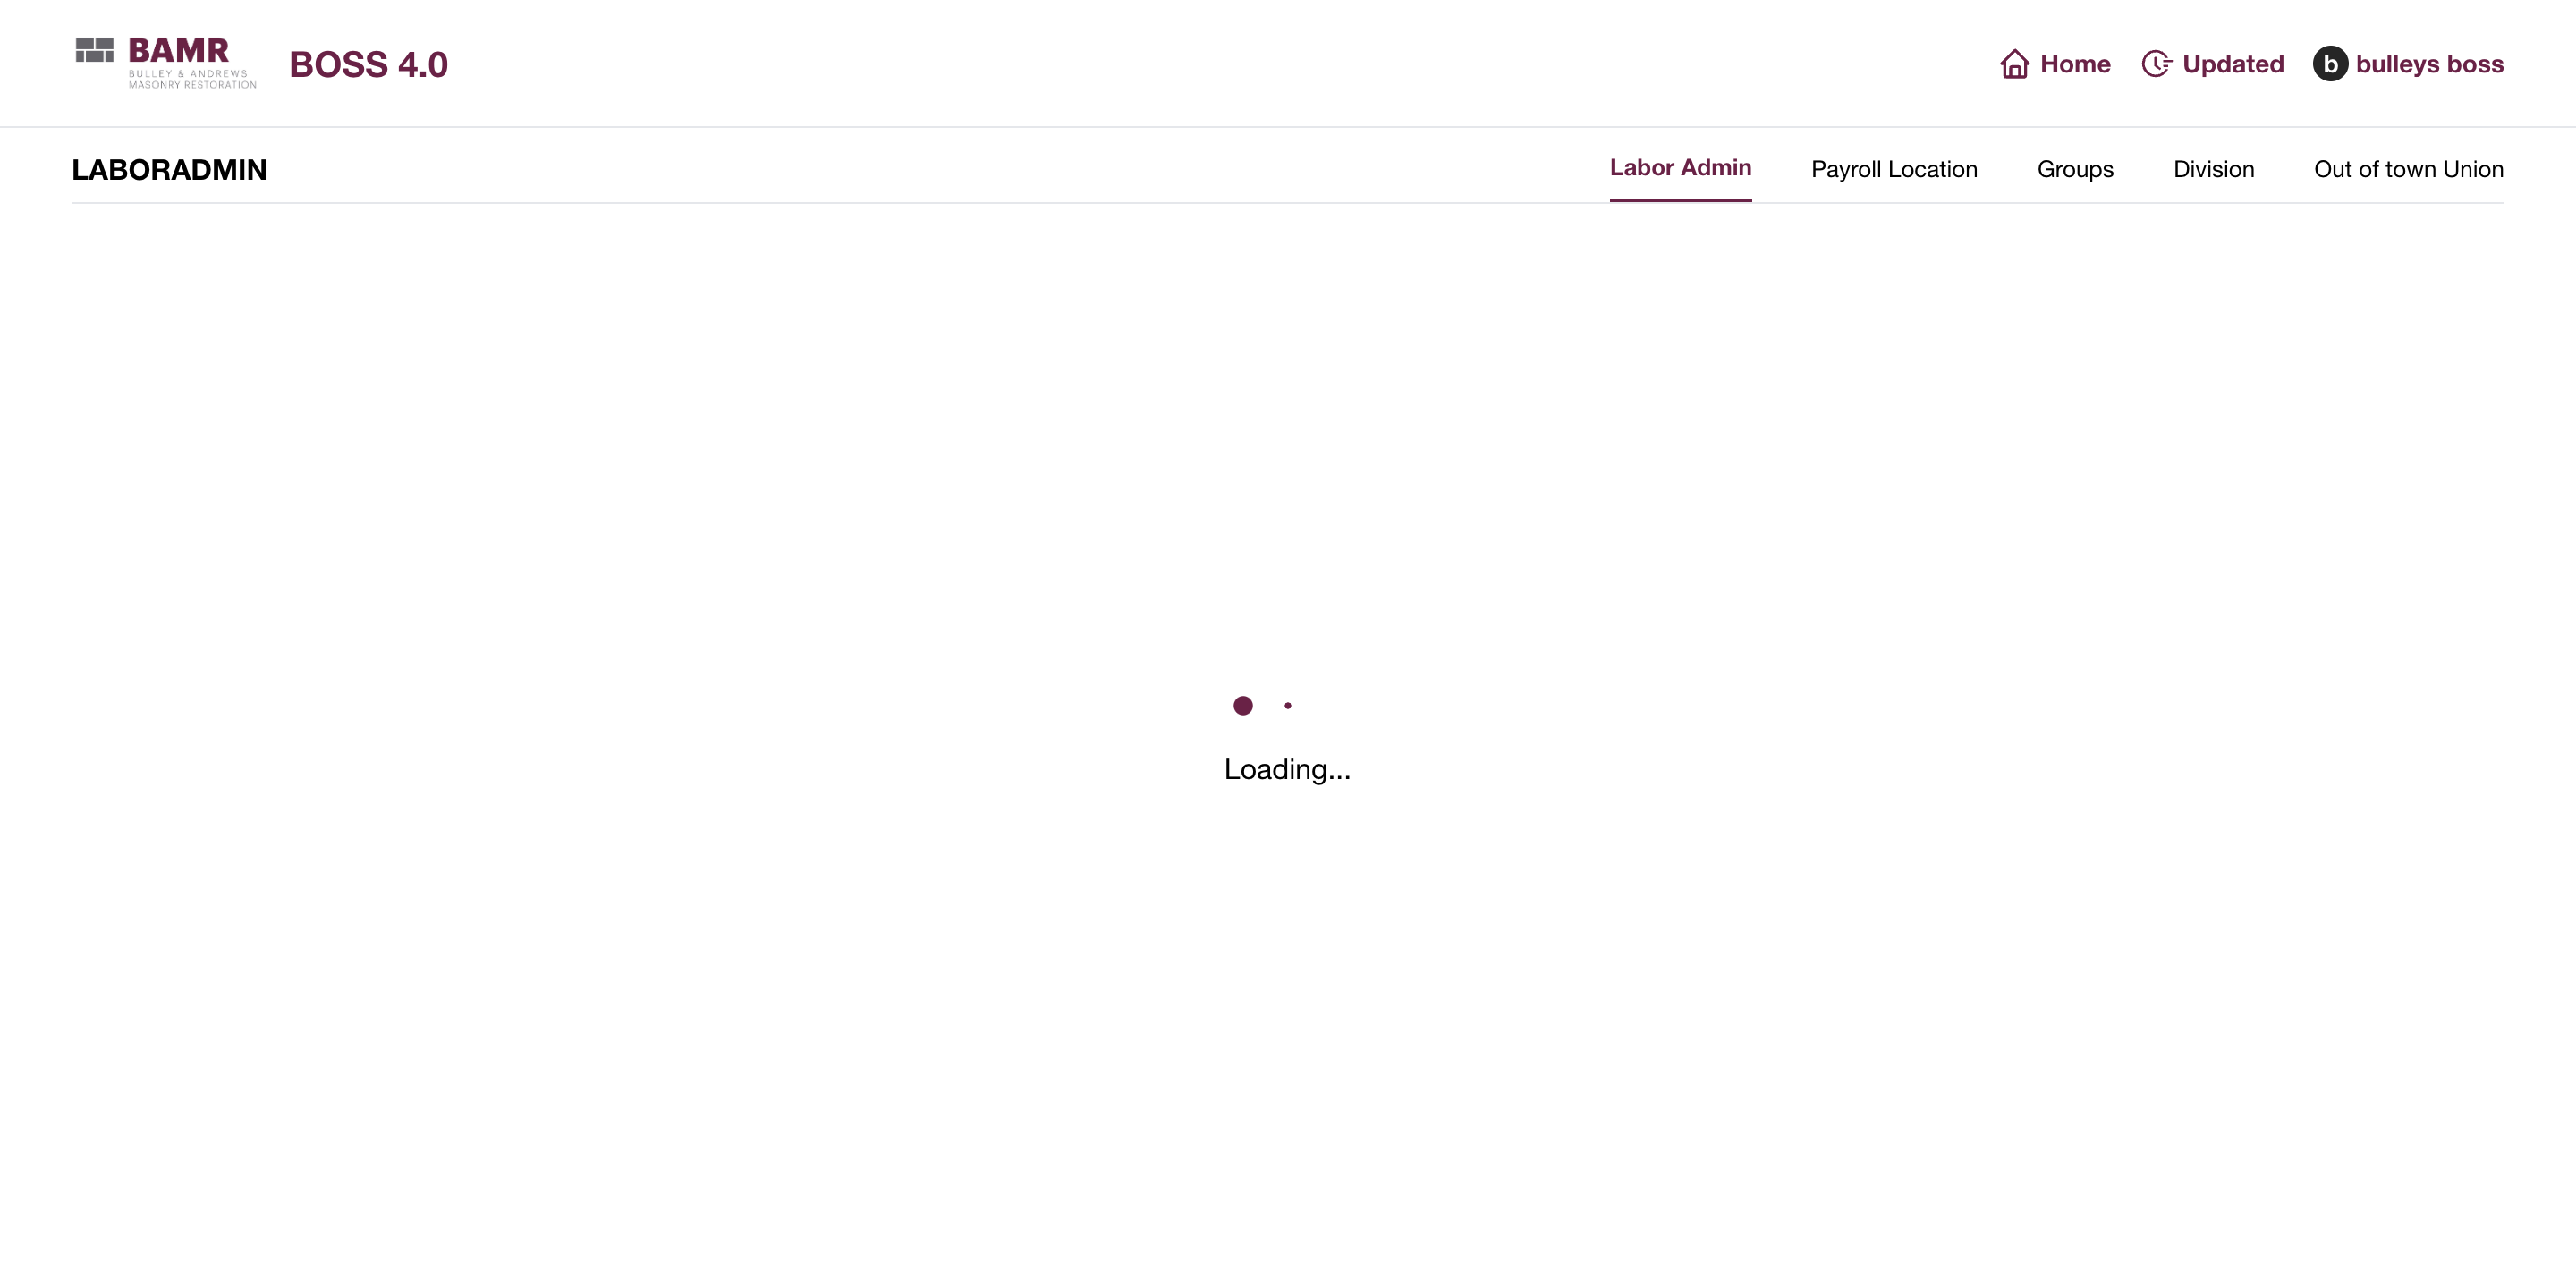 BAMR
BULLEY & ANDREWS
MASONRY RESTORATION
BOSS 4.0
Home
Updated
b bulleys boss
LABORADMIN
Labor Admin
Payroll Location
Groups
Division
Out of town Union
Loading...